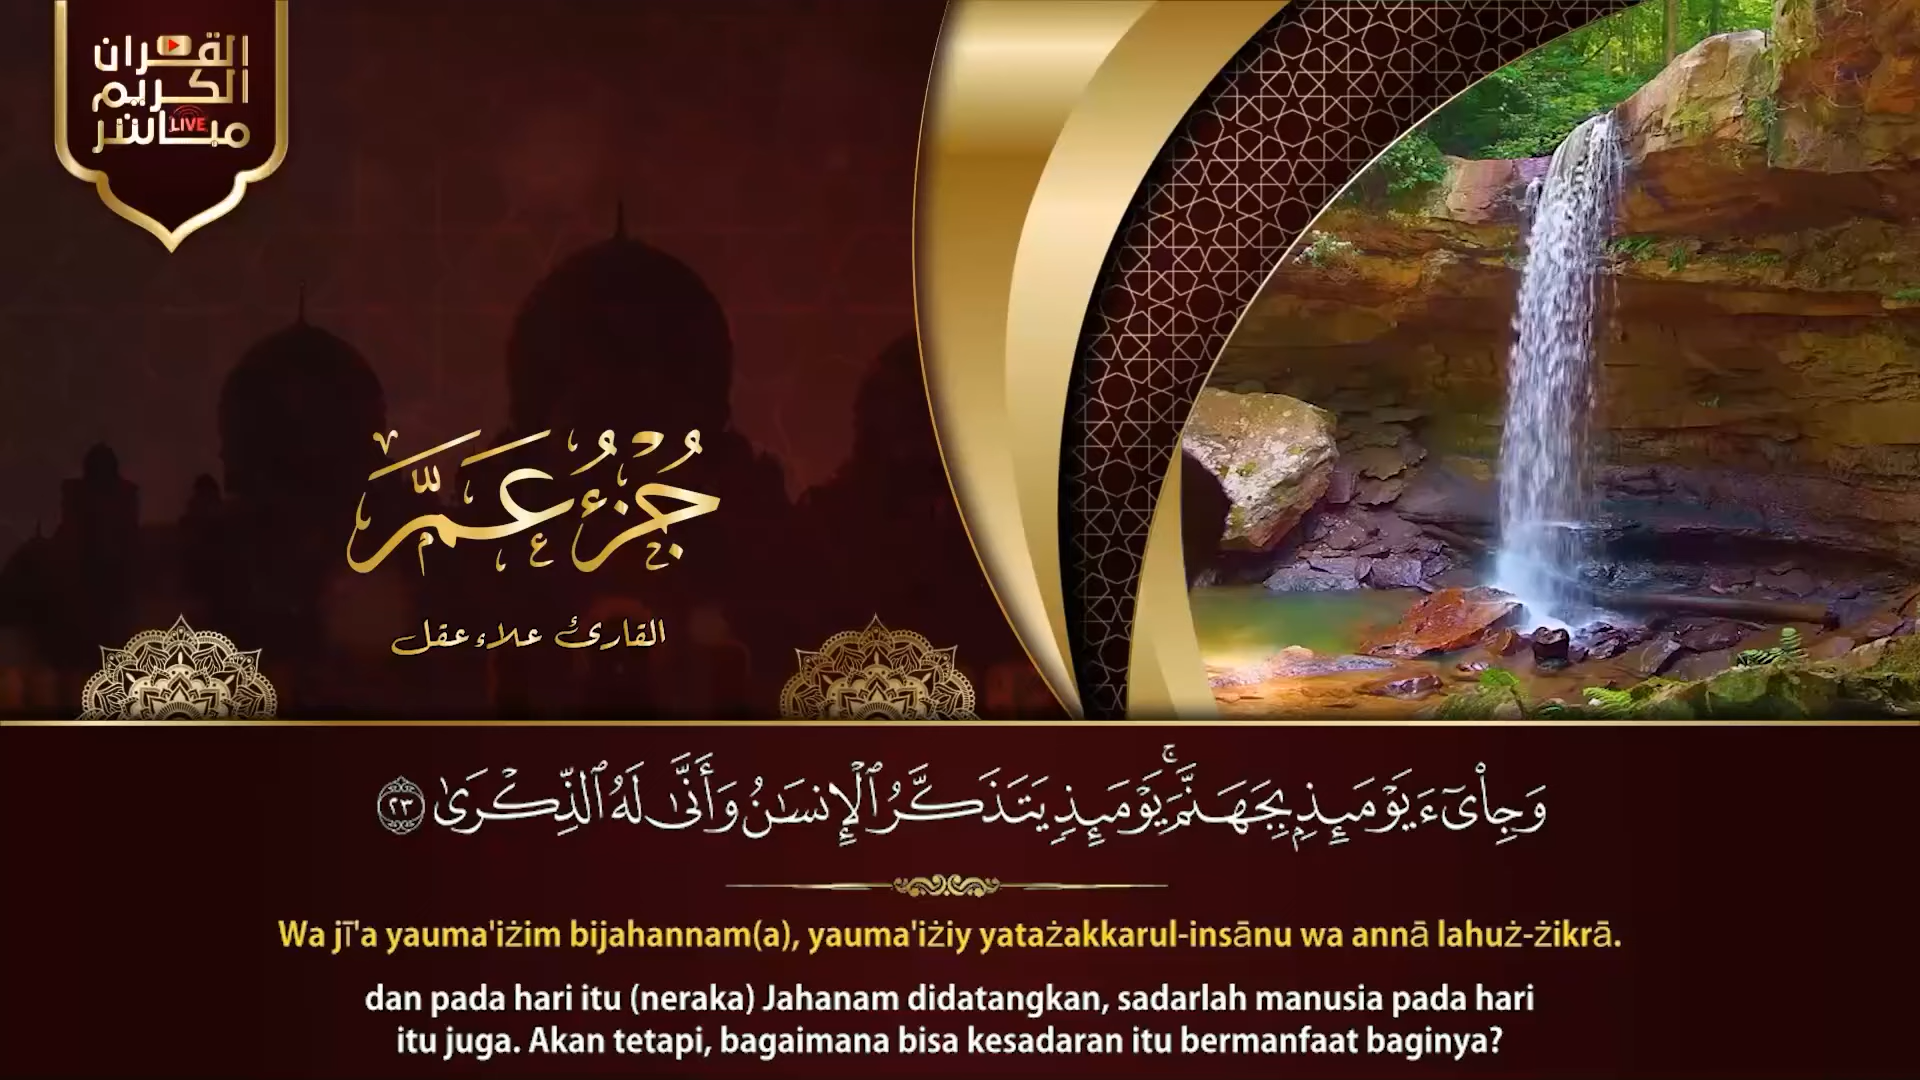 القرآن
الكريم
مباشر
LIVE
جُزْءُ عَمَّ
القارئ علاء عقل
وَجِا۟ىٓءَ يَوْمَئِذٍۭ بِجَهَنَّمَ ۚ يَوْمَئِذٍ يَتَذَكَّرُ ٱلْإِنسَـٰنُ وَأَنَّىٰ لَهُ ٱلذِّكْرَىٰ ٢٣
Wa jī'a yauma'iżim bijahannam(a), yauma'iżiy yatażakkarul-insānu wa annā lahuż-żikrā.
dan pada hari itu (neraka) Jahanam didatangkan, sadarlah manusia pada hari
itu juga. Akan tetapi, bagaimana bisa kesadaran itu bermanfaat baginya?